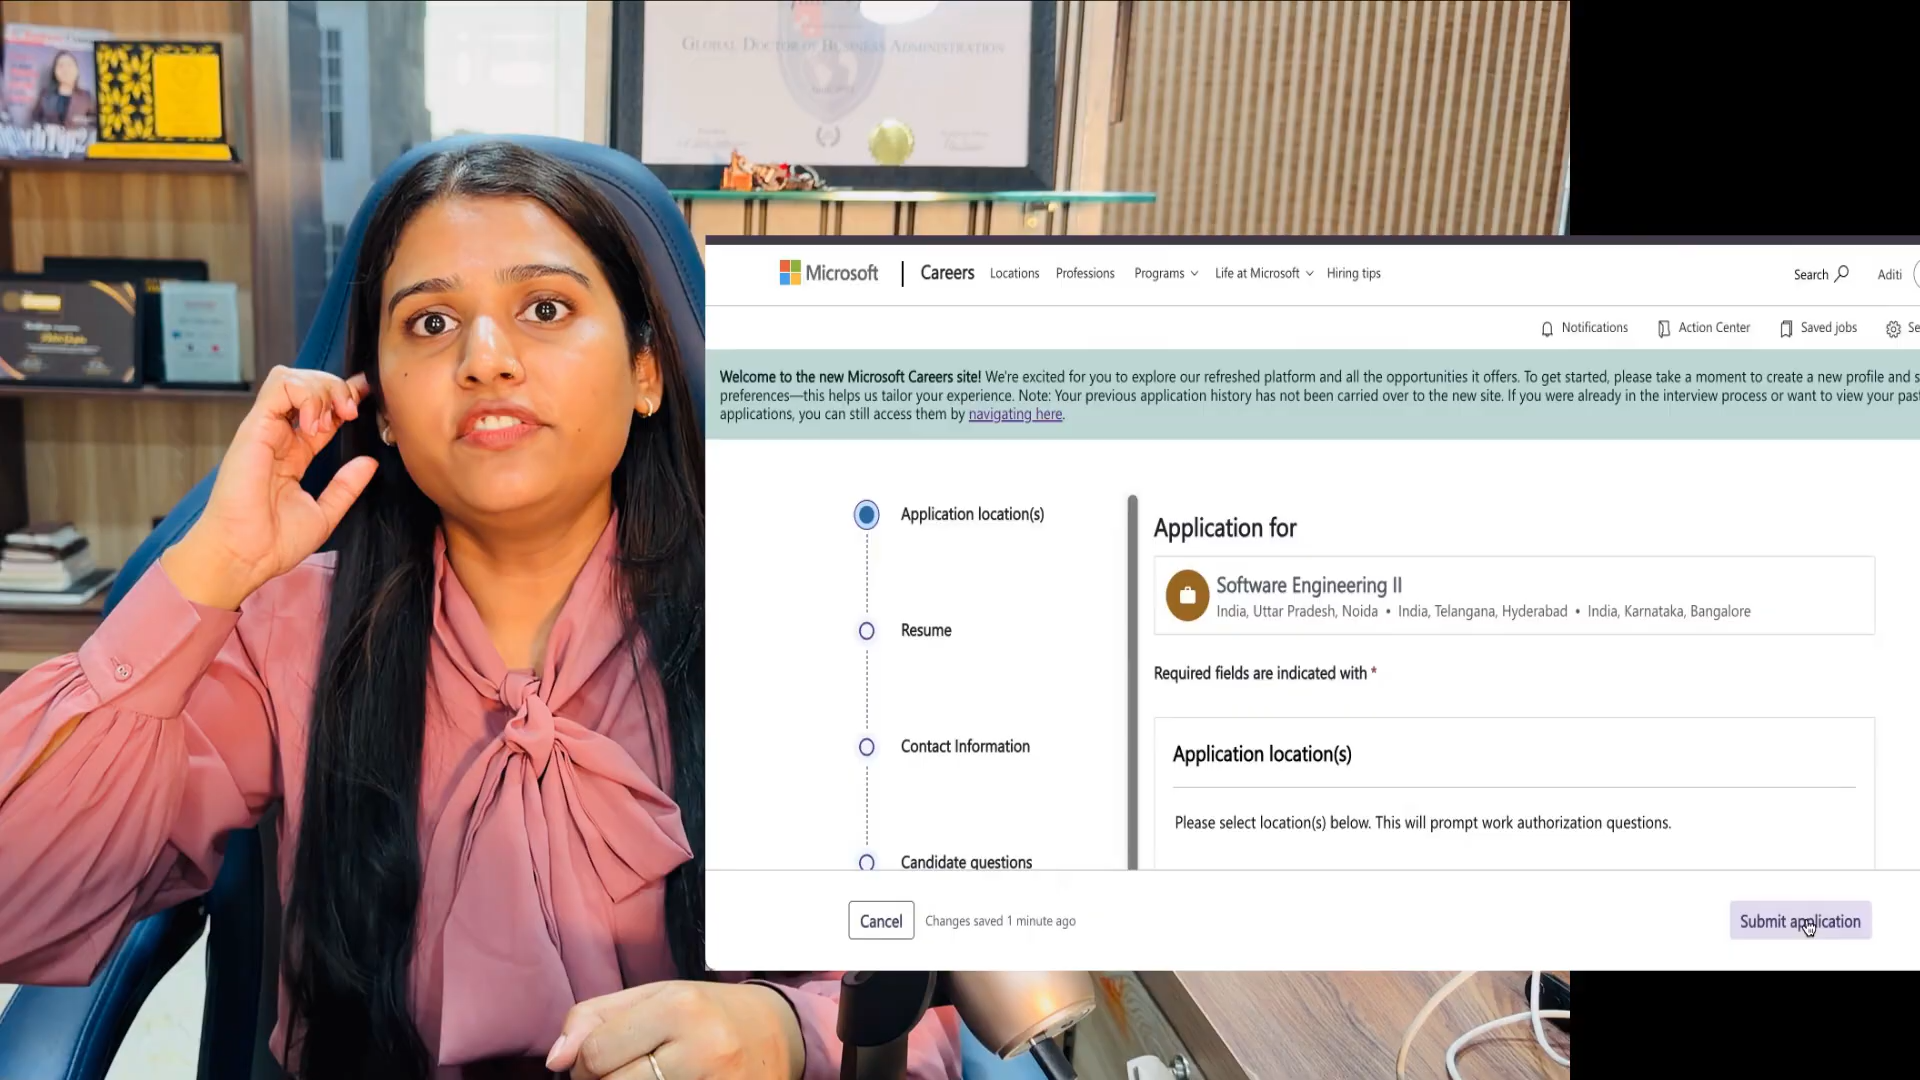 GLOBAL DOCTOR OF BUSINESS ADMINISTRATION
Microsoft
Careers
Locations
Professions
Programs
Life at Microsoft
Hiring tips
Search
Aditi
Notifications
Action Center
Saved jobs
Se
Welcome to the new Microsoft Careers site! We're excited for you to explore our refreshed platform and all the opportunities it offers. To get started, please take a moment to create a new profile and s
preferences—this helps us tailor your experience. Note: Your previous application history has not been carried over to the new site. If you were already in the interview process or want to view your past
applications, you can still access them by navigating here.
Application location(s)
Resume
Contact Information
Candidate questions
Application for
Software Engineering II
India, Uttar Pradesh, Noida • India, Telangana, Hyderabad • India, Karnataka, Bangalore
Required fields are indicated with *
Application location(s)
Please select location(s) below. This will prompt work authorization questions.
Cancel
Changes saved 1 minute ago
Submit application